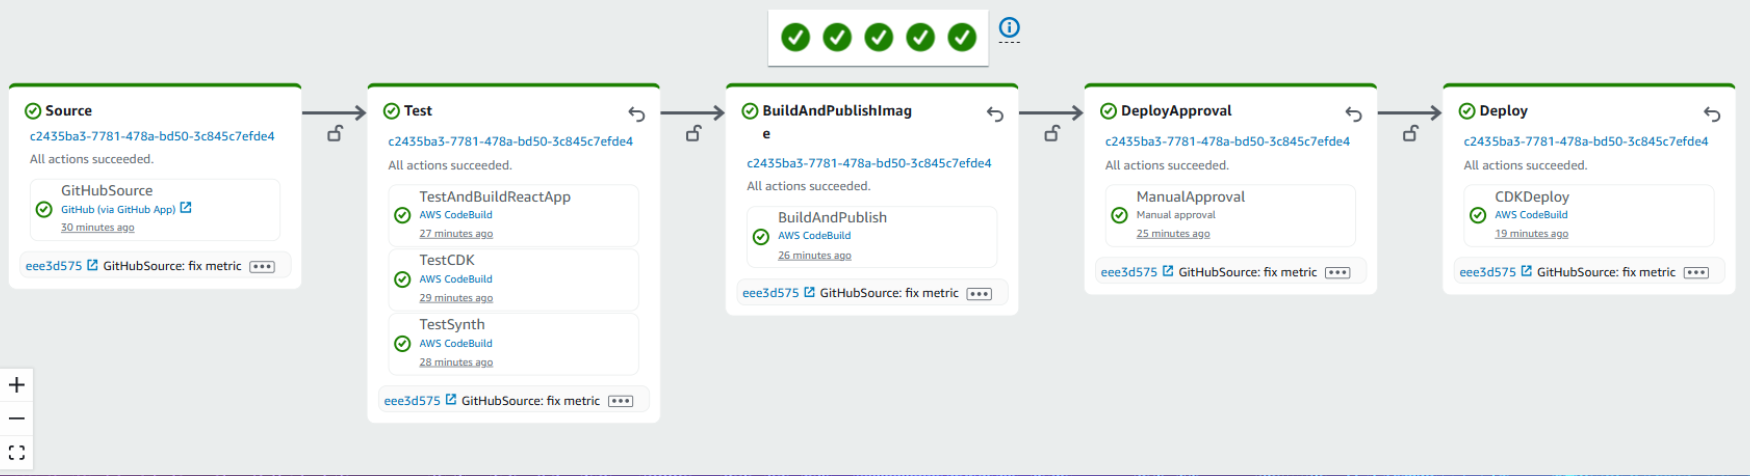 Source
c2435ba3-7781-478a-bd50-3c845c7efde4
All actions succeeded.
GitHubSource
GitHub (via GitHub App)
30 minutes ago
eee3d575 GitHubSource: fix metric
Test
c2435ba3-7781-478a-bd50-3c845c7efde4
All actions succeeded.
TestAndBuildReactApp
AWS CodeBuild
27 minutes ago
TestCDK
AWS CodeBuild
29 minutes ago
TestSynth
AWS CodeBuild
28 minutes ago
eee3d575 GitHubSource: fix metric
BuildAndPublishImag
e
c2435ba3-7781-478a-bd50-3c845c7efde4
All actions succeeded.
BuildAndPublish
AWS CodeBuild
26 minutes ago
eee3d575 GitHubSource: fix metric
DeployApproval
c2435ba3-7781-478a-bd50-3c845c7efde4
All actions succeeded.
ManualApproval
Manual approval
25 minutes ago
eee3d575 GitHubSource: fix metric
Deploy
c2435ba3-7781-478a-bd50-3c845c7efde4
All actions succeeded.
CDKDeploy
AWS CodeBuild
19 minutes ago
eee3d575 GitHubSource: fix metric